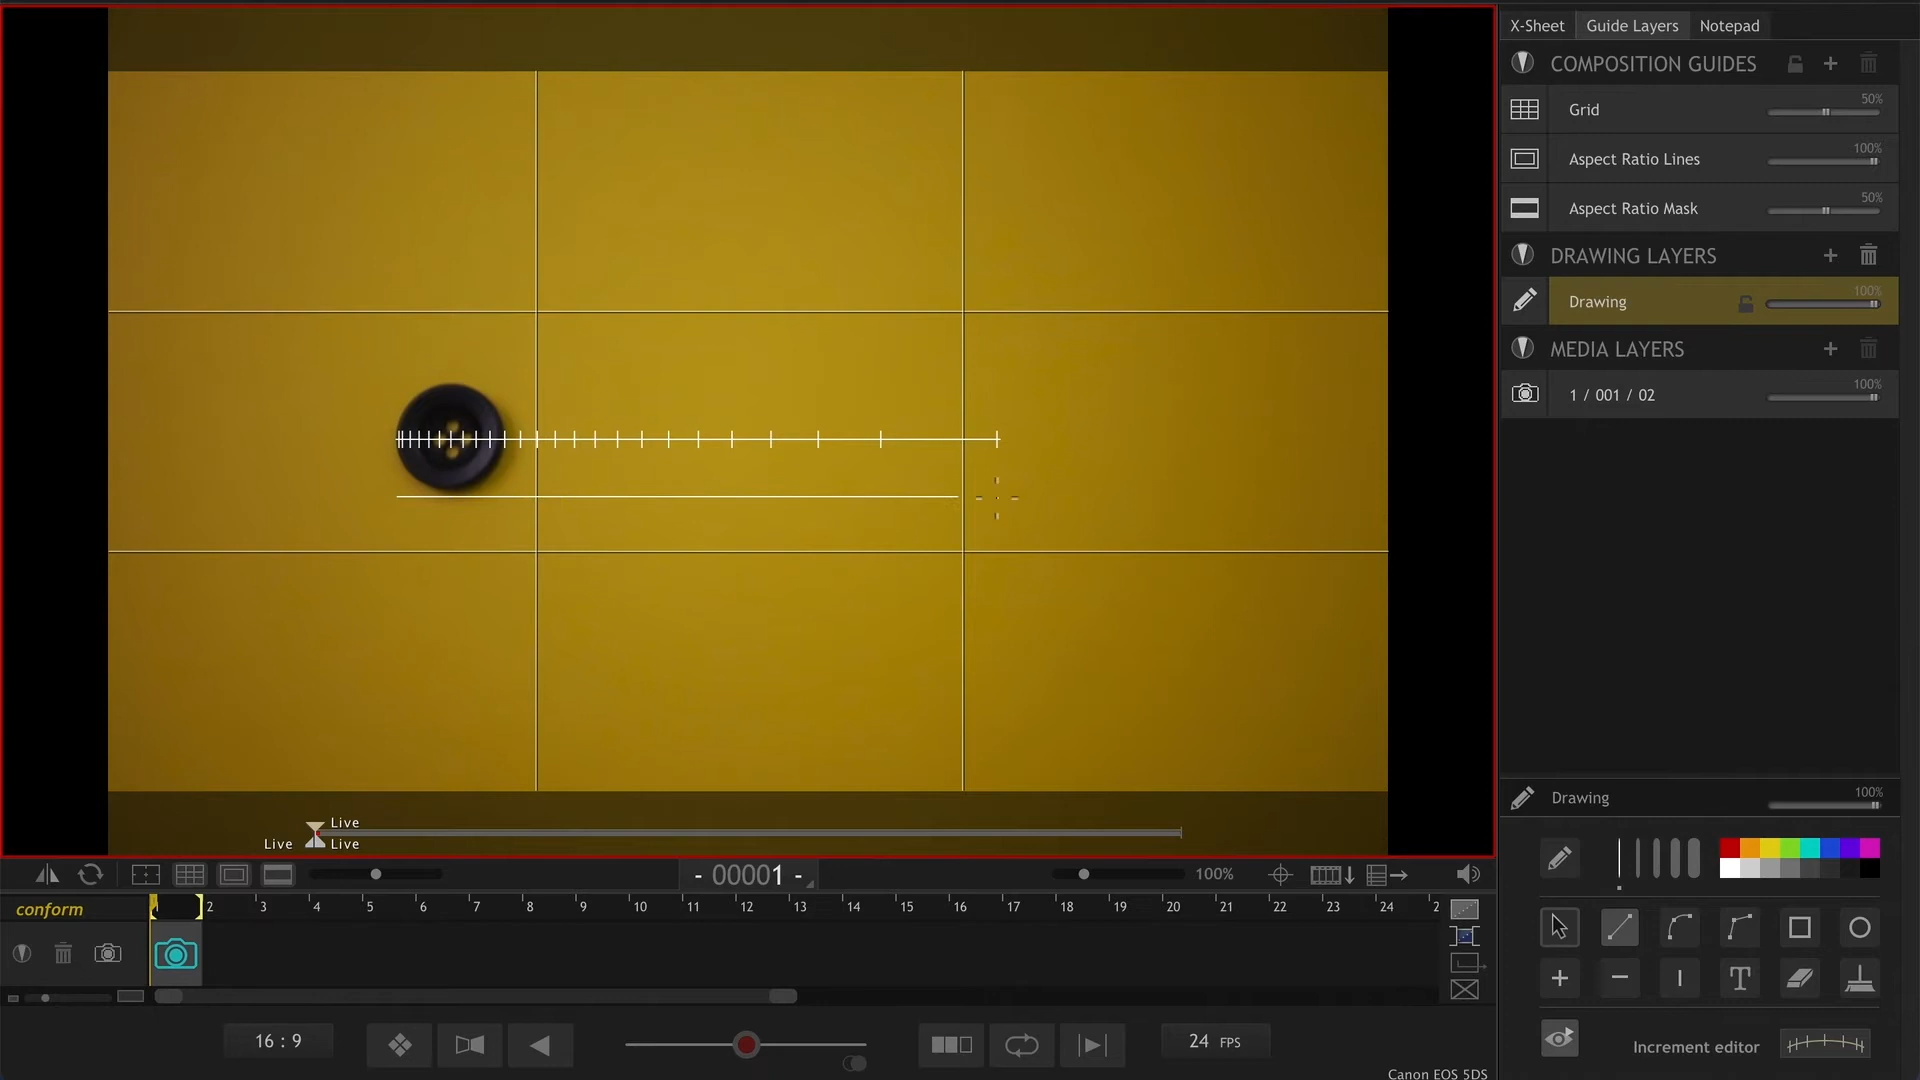 X-Sheet Guide Layers Notepad
COMPOSITION GUIDES
50%
Grid
100%
Aspect Ratio Lines
50%
Aspect Ratio Mask
DRAWING LAYERS
100%
Drawing
MEDIA LAYERS
100%
1 / 001 / 02
100%
Drawing
Live
Live Live
- 00001 - 100%
conform
2 3 4 5 6 7 8 9 10 11 12 13 14 15 16 17 18 19 20 21 22 23 24 2
T
16 : 9
24 FPS
Increment editor
Canon EOS 5DS